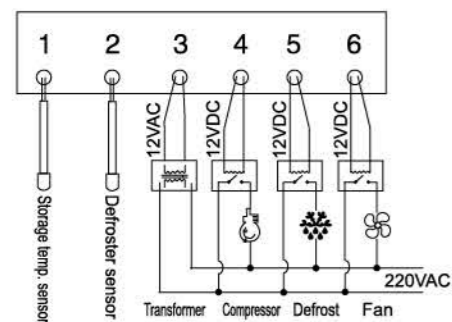 1 2 3 4 5 6
12VAC
12VDC
12VDC
12VDC
Storage temp. sensor
Defroster sensor
220VAC
Transformer Compressor Defrost Fan